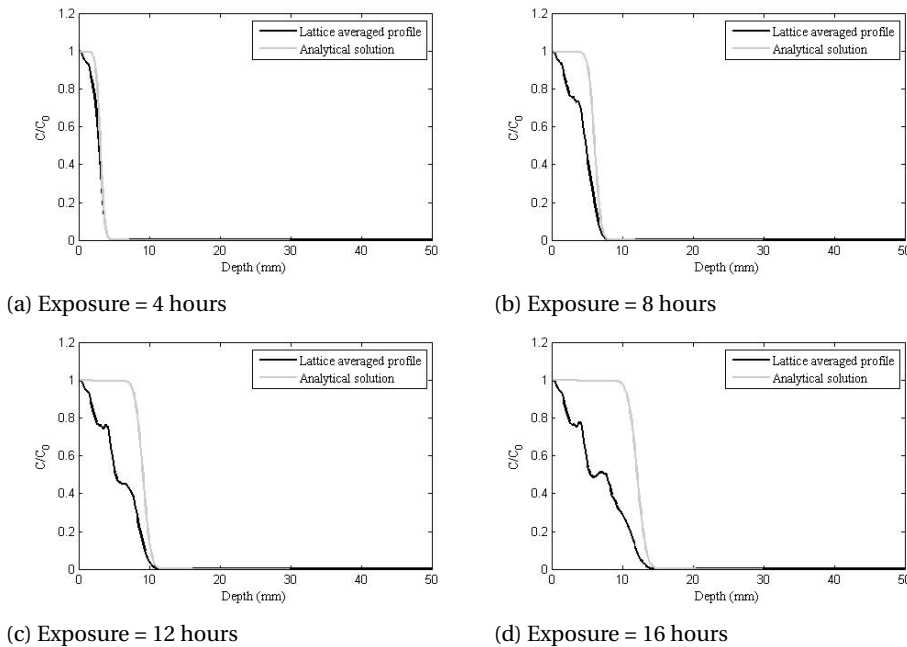 1.2
1
0.8
0.6
0.4
0.2
0
C/C0
Lattice averaged profile
Analytical solution
0 10 20 30 40 50
Depth (mm)
(a) Exposure = 4 hours
1.2
1
0.8
0.6
0.4
0.2
0
C/C0
Lattice averaged profile
Analytical solution
0 10 20 30 40 50
Depth (mm)
(b) Exposure = 8 hours
1.2
1
0.8
0.6
0.4
0.2
0
C/C0
Lattice averaged profile
Analytical solution
0 10 20 30 40 50
Depth (mm)
(c) Exposure = 12 hours
1.2
1
0.8
0.6
0.4
0.2
0
C/C0
Lattice averaged profile
Analytical solution
0 10 20 30 40 50
Depth (mm)
(d) Exposure = 16 hours